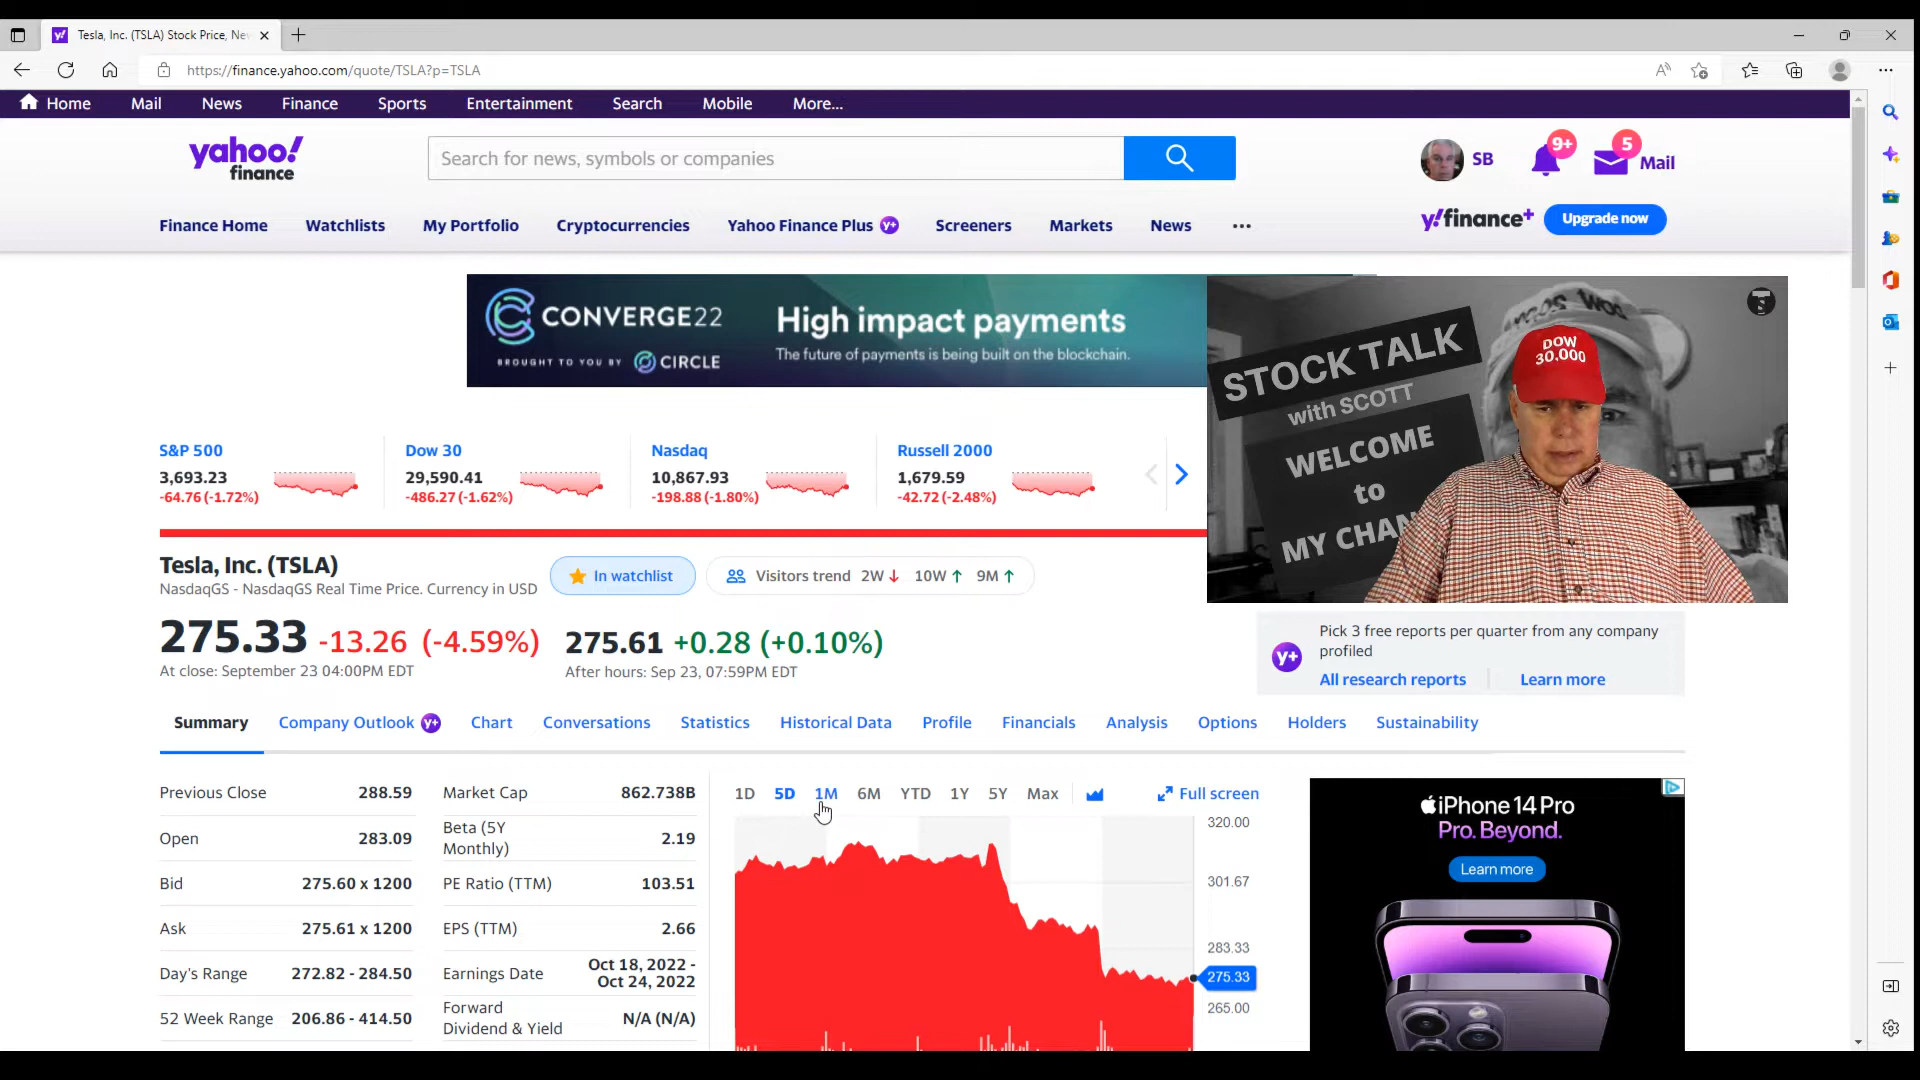 Tesla, Inc. (TSLA) Stock Price, Ne
https://finance.yahoo.com/quote/TSLA?p=TSLA
Home Mail News Finance Sports Entertainment Search Mobile More...
yahoo!
finance
Search for news, symbols or companies
SB
9+
5
Mail
Finance Home Watchlists My Portfolio Cryptocurrencies Yahoo Finance Plus y+ Screeners Markets News ...
y!finance+ Upgrade now
CONVERGE22
BROUGHT TO YOU BY CIRCLE
High impact payments
The future of payments is being built on the blockchain.
STOCK TALK
with SCOTT
WELCOME
to
MY CHAN
DOW
30,000
S&P 500
3,693.23
-64.76 (-1.72%)
Dow 30
29,590.41
-486.27 (-1.62%)
Nasdaq
10,867.93
-198.88 (-1.80%)
Russell 2000
1,679.59
-42.72 (-2.48%)
Tesla, Inc. (TSLA)
NasdaqGS - NasdaqGS Real Time Price. Currency in USD
In watchlist
Visitors trend 2W 10W 9M
275.33 -13.26 (-4.59%)
At close: September 23 04:00PM EDT
275.61 +0.28 (+0.10%)
After hours: Sep 23, 07:59PM EDT
y+
Pick 3 free reports per quarter from any company
profiled
All research reports Learn more
Summary Company Outlook y+ Chart Conversations Statistics Historical Data Profile Financials Analysis Options Holders Sustainability
Previous Close 288.59
Open 283.09
Bid 275.60 x 1200
Ask 275.61 x 1200
Day's Range 272.82 - 284.50
52 Week Range 206.86 - 414.50
Market Cap 862.738B
Beta (5Y
Monthly) 2.19
PE Ratio (TTM) 103.51
EPS (TTM) 2.66
Earnings Date Oct 18, 2022 -
Oct 24, 2022
Forward
Dividend & Yield N/A (N/A)
1D 5D 1M 6M YTD 1Y 5Y Max Full screen
320.00
301.67
283.33
275.33
265.00
iPhone 14 Pro
Pro. Beyond.
Learn more